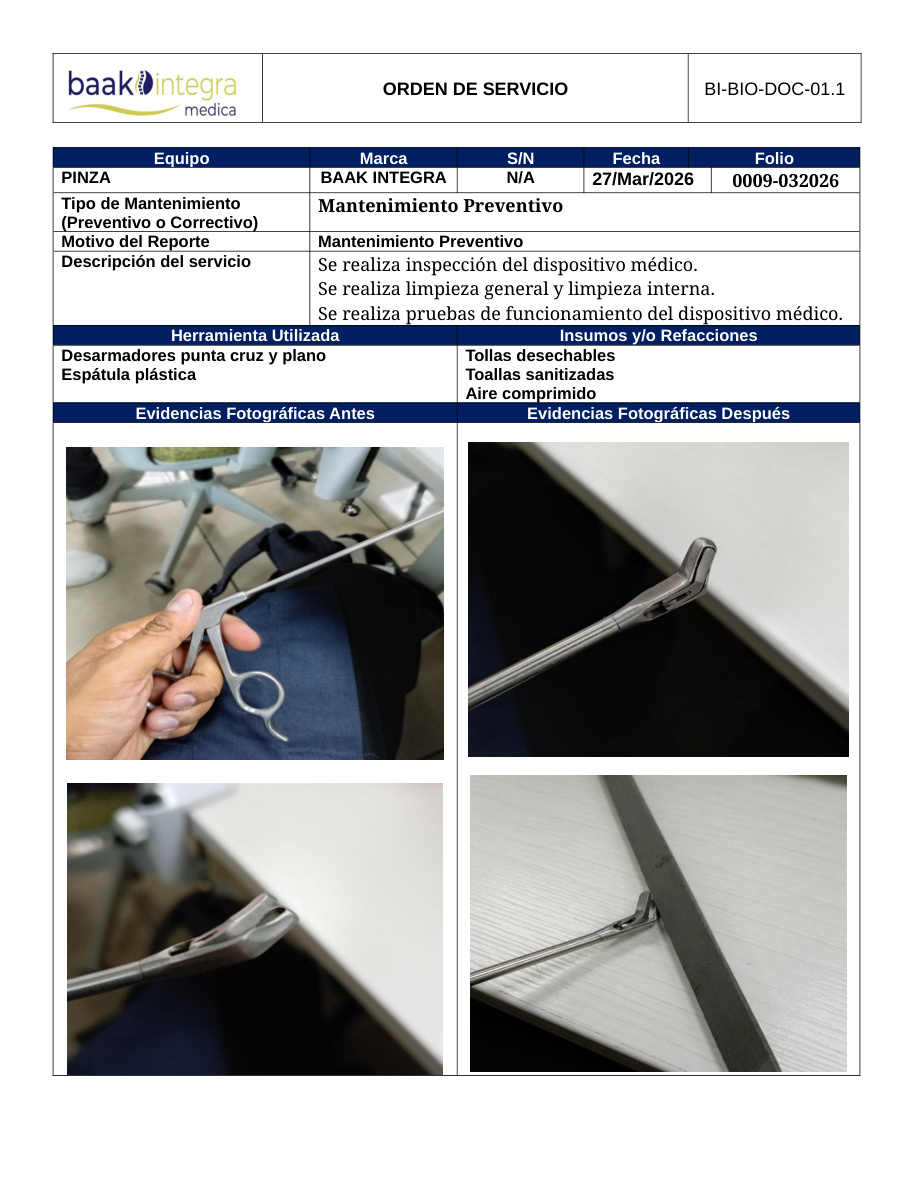 baak integra
medica
ORDEN DE SERVICIO
BI-BIO-DOC-01.1
Equipo Marca S/N Fecha Folio
PINZA BAAK INTEGRA N/A 27/Mar/2026 0009-032026
Tipo de Mantenimiento
(Preventivo o Correctivo)
Mantenimiento Preventivo
Motivo del Reporte Mantenimiento Preventivo
Descripción del servicio
Se realiza inspección del dispositivo médico.
Se realiza limpieza general y limpieza interna.
Se realiza pruebas de funcionamiento del dispositivo médico.
Herramienta Utilizada Insumos y/o Refacciones
Desarmadores punta cruz y plano
Espátula plástica
Tollas desechables
Toallas sanitizadas
Aire comprimido
Evidencias Fotográficas Antes Evidencias Fotográficas Después